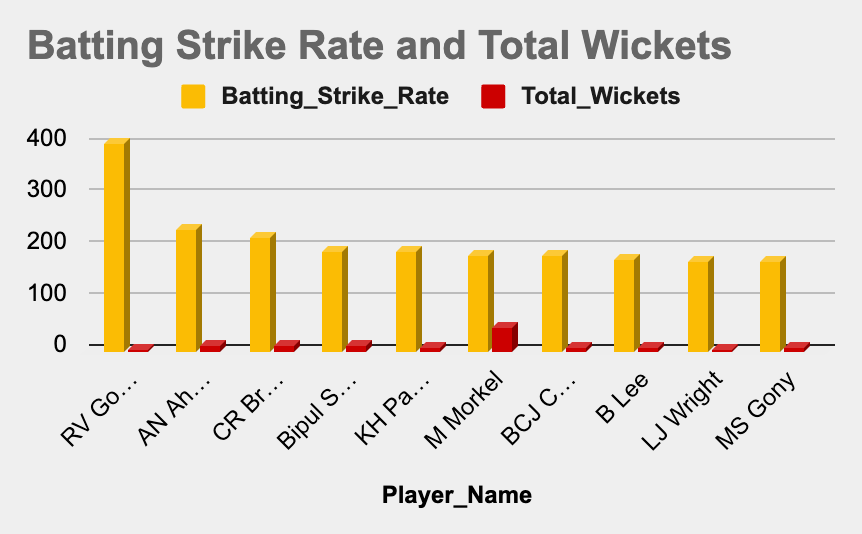 Batting Strike Rate and Total Wickets
Batting_Strike_Rate
Total_Wickets
400
300
200
100
0
RV Go…
AN Ah…
CR Br…
Bipul S…
KH Pa…
M Morkel
BCJ C…
B Lee
LJ Wright
MS Gony
Player_Name